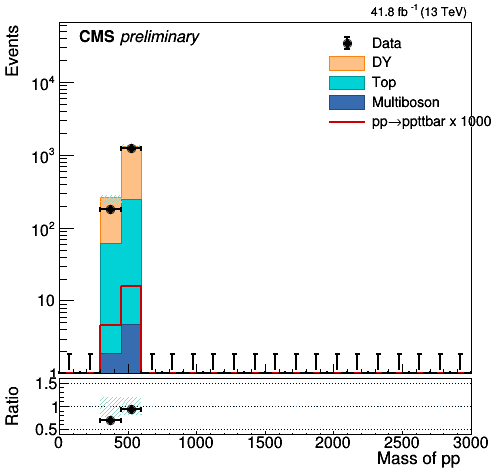 41.8 fb⁻¹ (13 TeV)
CMS preliminary
Events
Data
DY
Top
Multiboson
pp→ppttbar x 1000
10⁴
10³
10²
10
1
Ratio
1.5
1
0.5
0 500 1000 1500 2000 2500 3000
Mass of pp